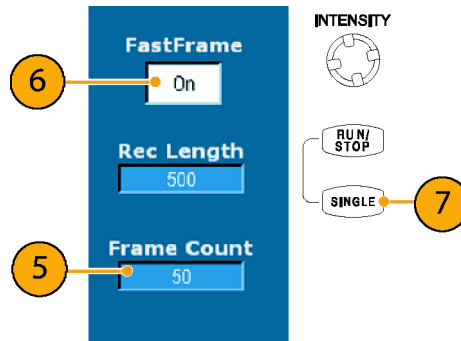 FastFrame
On
6
Rec Length
500
Frame Count
50
5
INTENSITY
RUN/
STOP
SINGLE
7